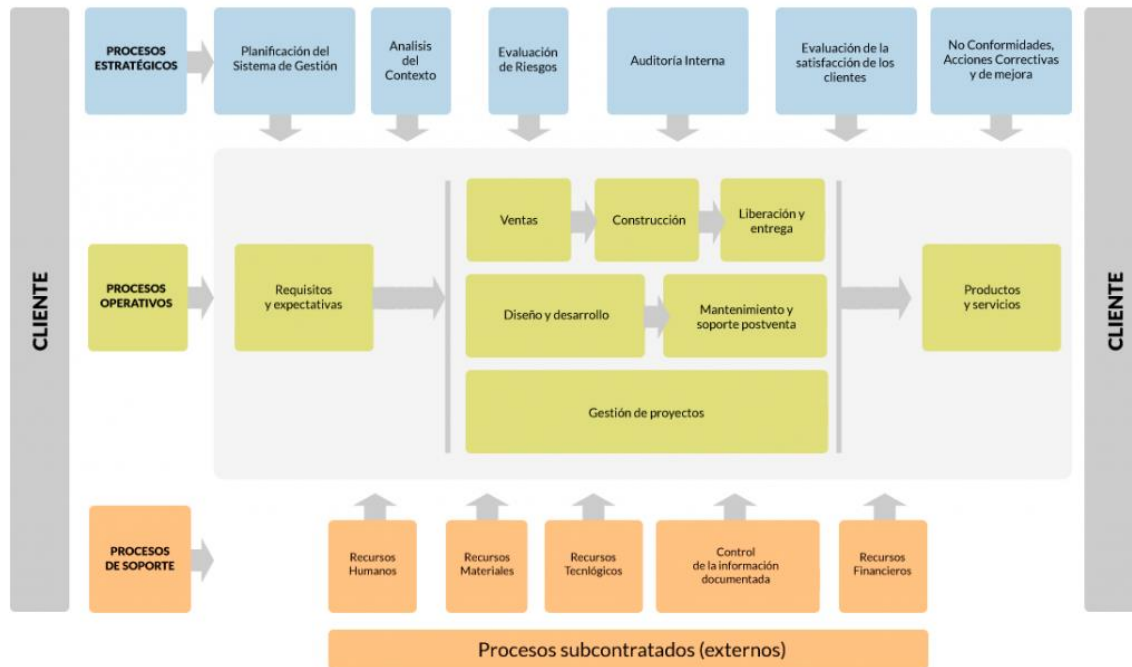 CLIENTE
PROCESOS
ESTRATÉGICOS
Planificación del
Sistema de Gestión
Analisis
del
Contexto
Evaluación
de Riesgos
Auditoría Interna
Evaluación de la
satisfacción de los
clientes
No Conformidades,
Acciones Correctivas
y de mejora
PROCESOS
OPERATIVOS
Requisitos
y expectativas
Ventas
Construcción
Liberación y
entrega
Diseño y desarrollo
Mantenimiento y
soporte postventa
Gestión de proyectos
Productos
y servicios
PROCESOS
DE SOPORTE
Recursos
Humanos
Recursos
Materiales
Recursos
Tecnlógicos
Control
de la información
documentada
Recursos
Financieros
Procesos subcontratados (externos)
CLIENTE